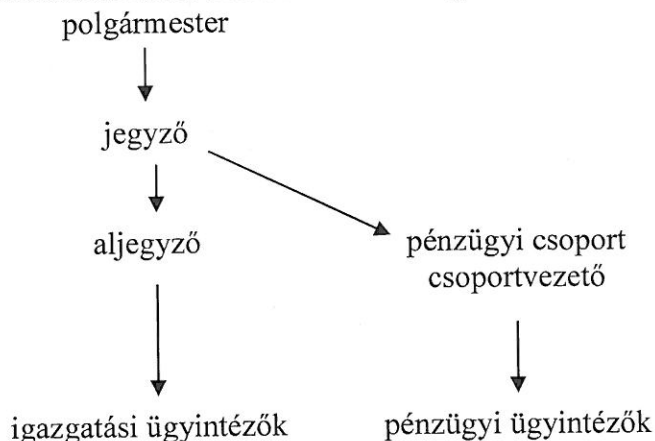 polgármester
jegyző
aljegyző
pénzügyi csoport
csoportvezető
igazgatási ügyintézők
pénzügyi ügyintézők